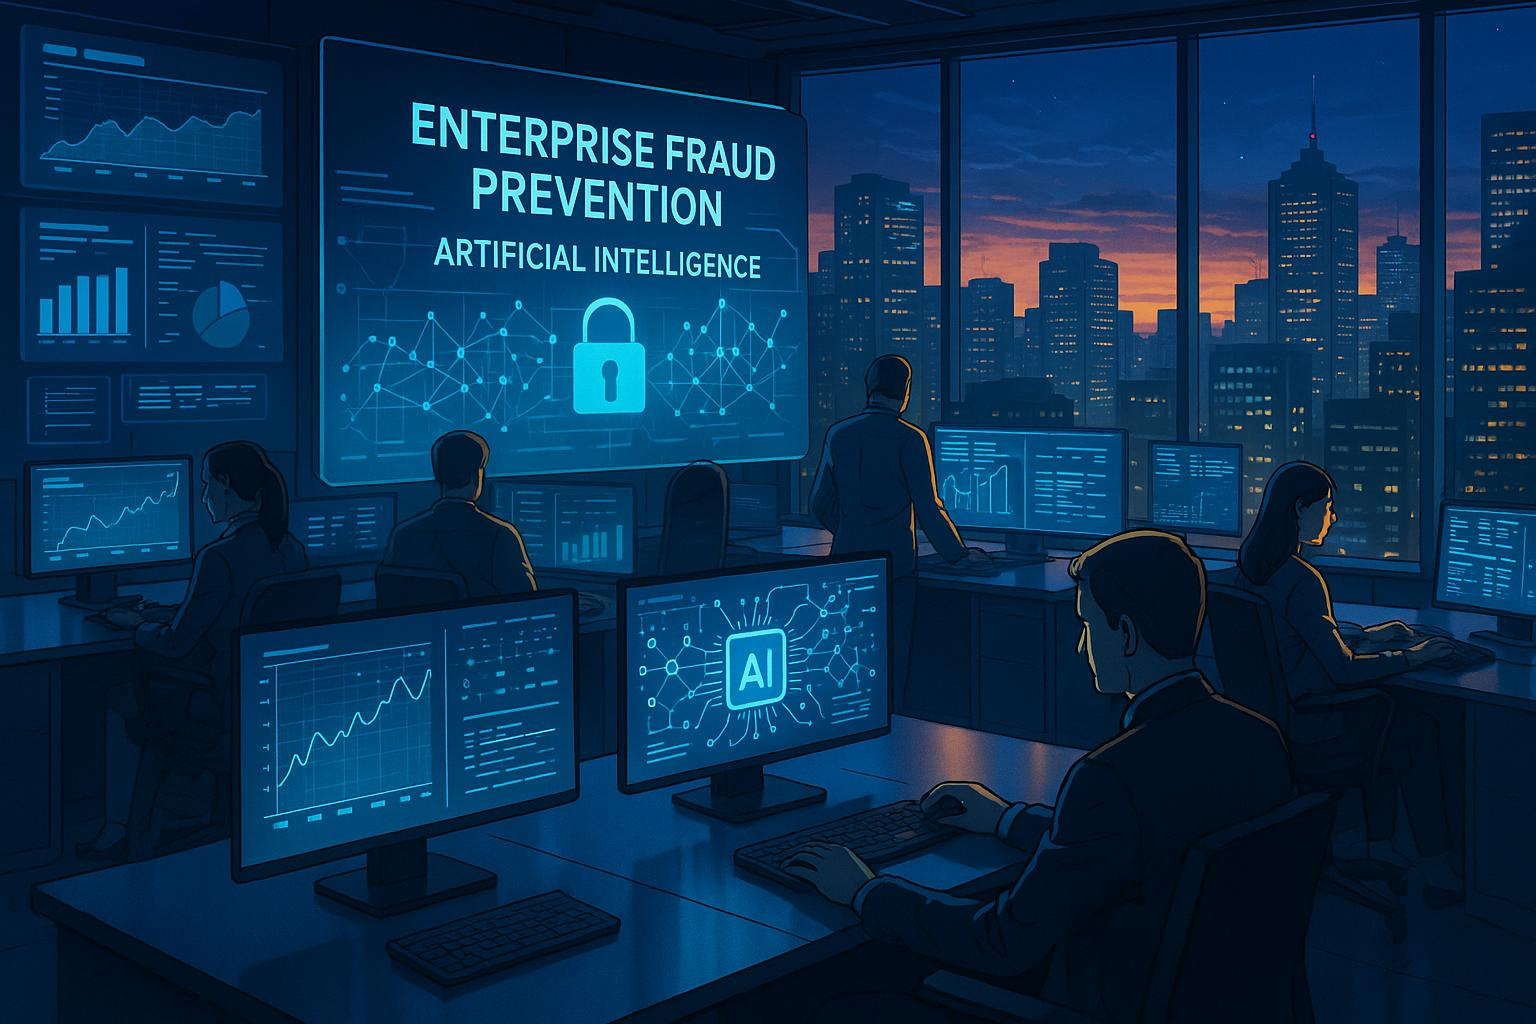 ENTERPRISE FRAUD
PREVENTION
ARTIFICIAL INTELLIGENCE
AI